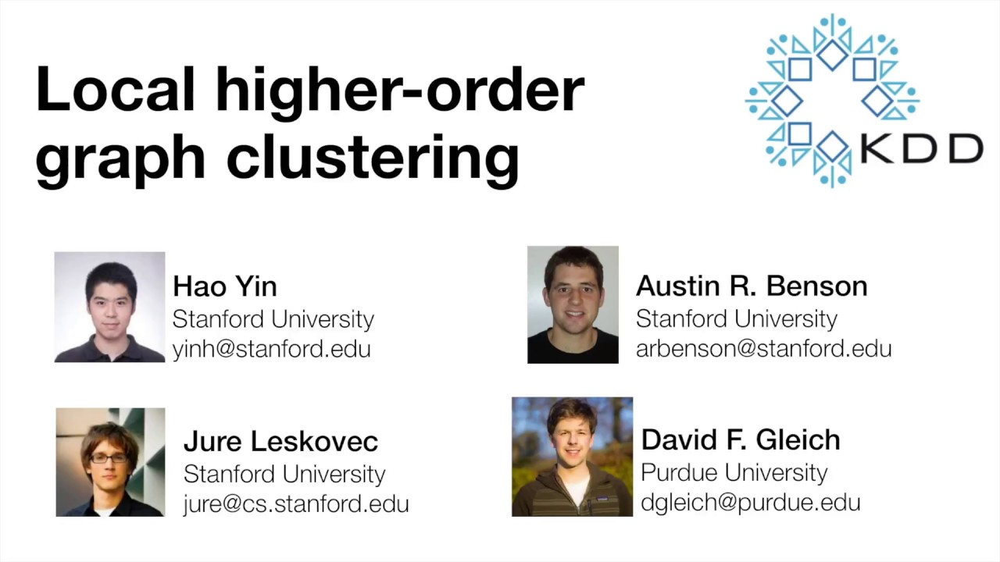 Local higher-order
graph clustering
KDD
Hao Yin
Stanford University
yinh@stanford.edu
Austin R. Benson
Stanford University
arbenson@stanford.edu
Jure Leskovec
Stanford University
jure@cs.stanford.edu
David F. Gleich
Purdue University
dgleich@purdue.edu